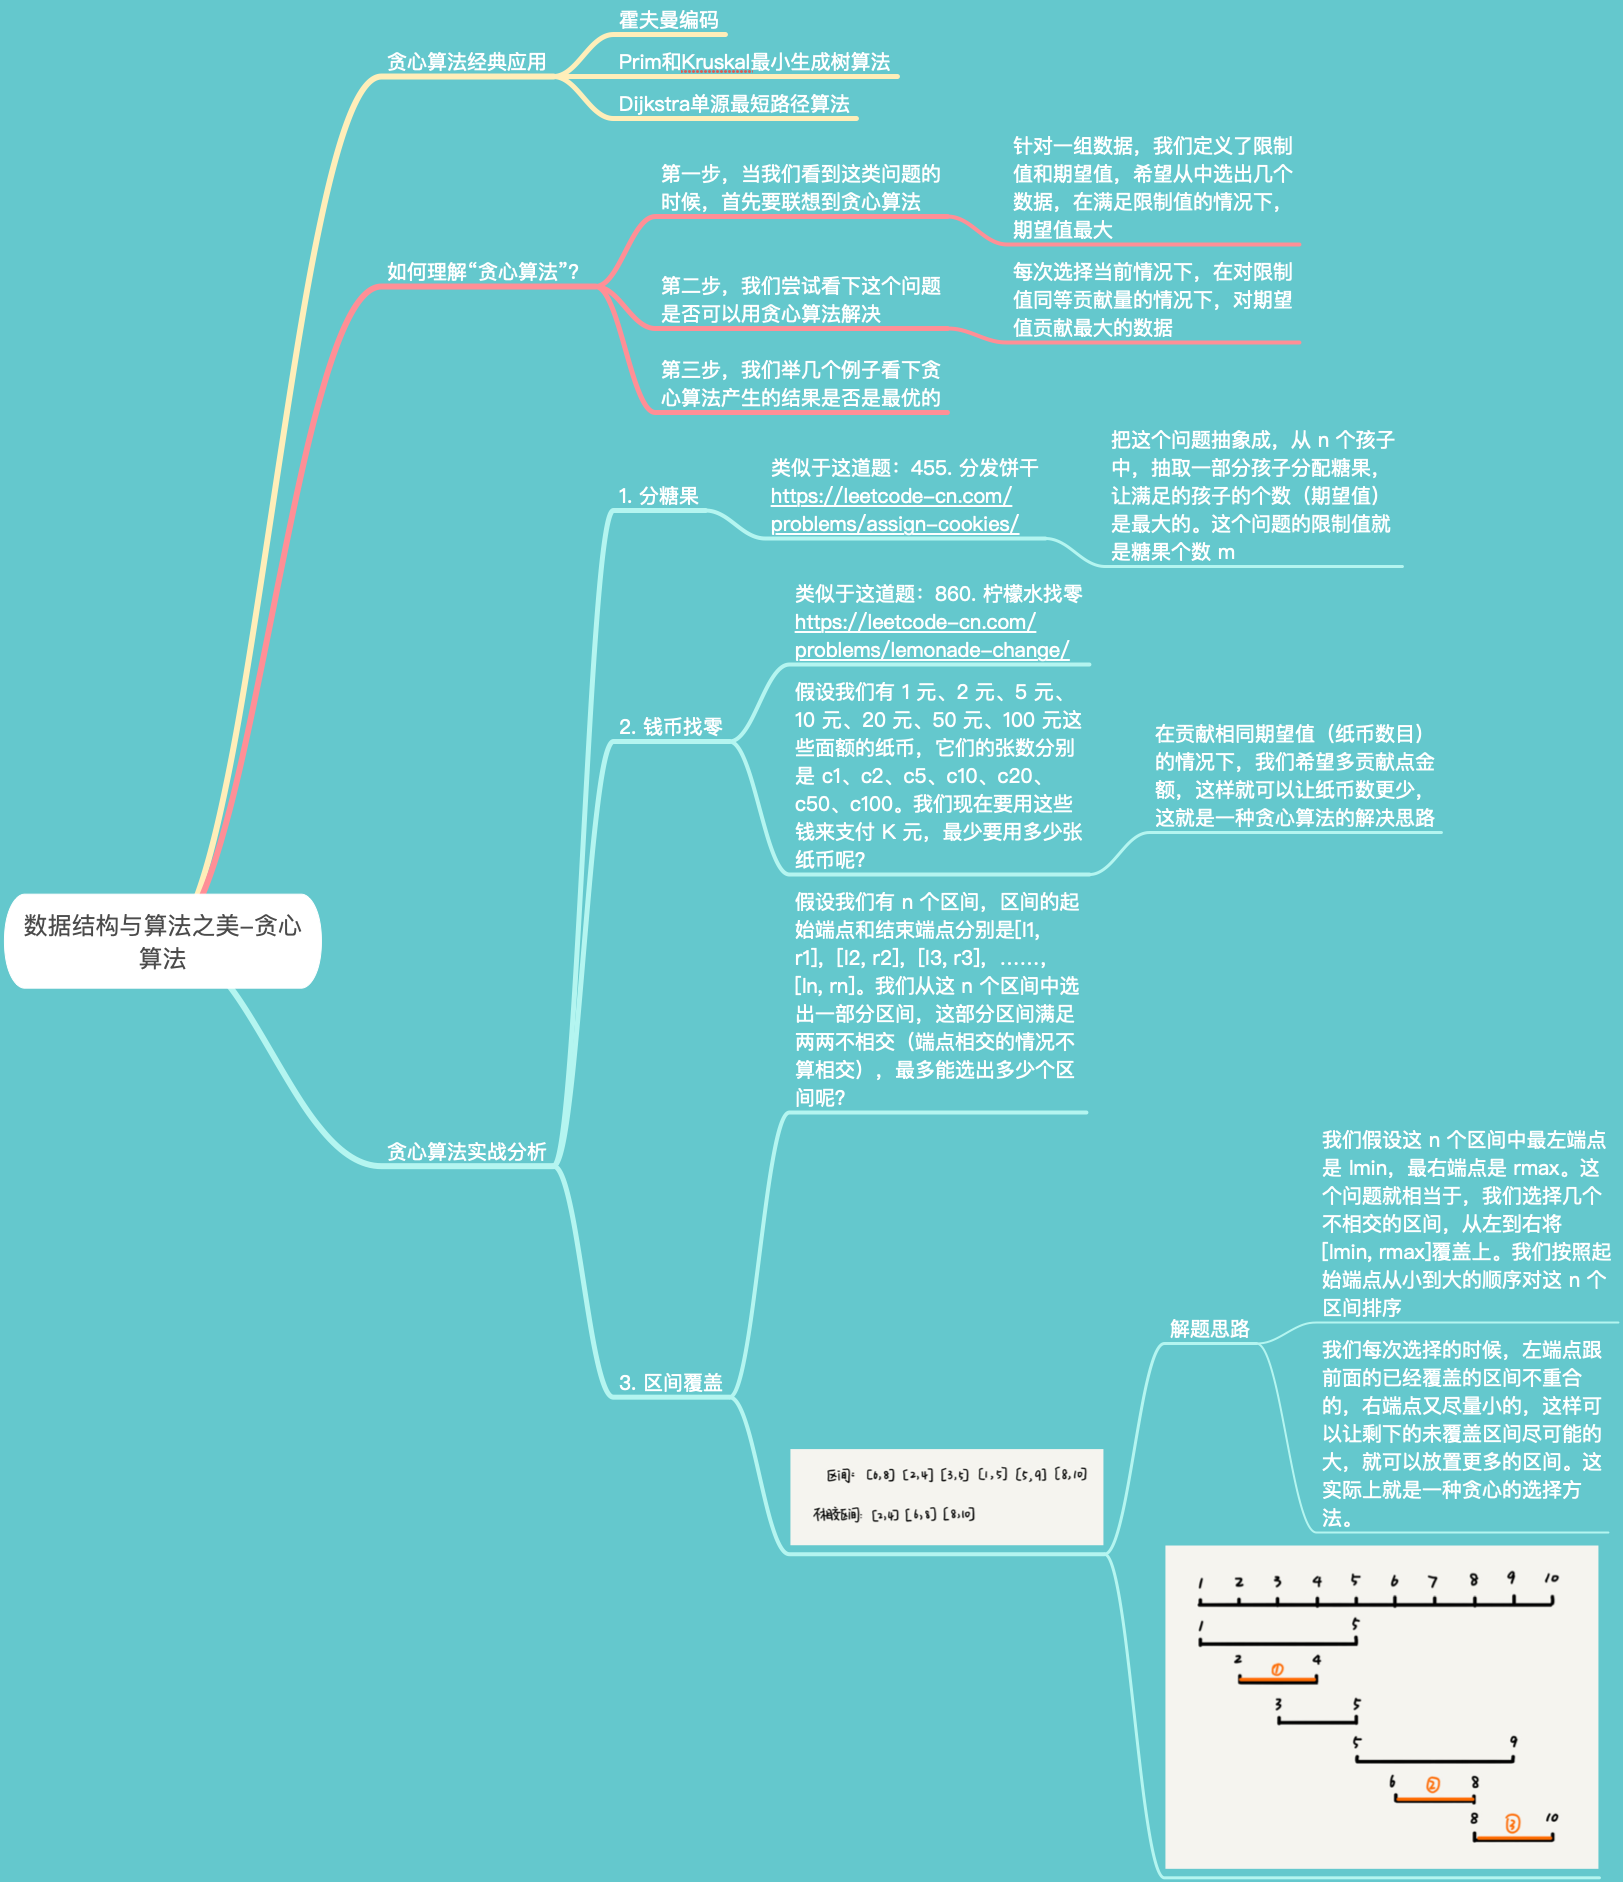 数据结构与算法之美-贪心
算法
贪心算法经典应用
霍夫曼编码
Prim和Kruskal最小生成树算法
Dijkstra单源最短路径算法
如何理解“贪心算法”?
第一步，当我们看到这类问题的
时候，首先要联想到贪心算法
针对一组数据，我们定义了限制
值和期望值，希望从中选出几个
数据，在满足限制值的情况下，
期望值最大
第二步，我们尝试看下这个问题
是否可以用贪心算法解决
每次选择当前情况下，在对限制
值同等贡献量的情况下，对期望
值贡献最大的数据
第三步，我们举几个例子看下贪
心算法产生的结果是否是最优的
贪心算法实战分析
1. 分糖果
类似于这道题：455. 分发饼干
https://leetcode-cn.com/
problems/assign-cookies/
把这个问题抽象成，从 n 个孩子
中，抽取一部分孩子分配糖果，
让满足的孩子的个数（期望值）
是最大的。这个问题的限制值就
是糖果个数 m
2. 钱币找零
类似于这道题：860. 柠檬水找零
https://leetcode-cn.com/
problems/lemonade-change/
假设我们有 1 元、2 元、5 元、
10 元、20 元、50 元、100 元这
些面额的纸币，它们的张数分别
是 c1、c2、c5、c10、c20、
c50、c100。我们现在要用这些
钱来支付 K 元，最少要用多少张
纸币呢?
在贡献相同期望值（纸币数目）
的情况下，我们希望多贡献点金
额，这样就可以让纸币数更少，
这就是一种贪心算法的解决思路
3. 区间覆盖
假设我们有 n 个区间，区间的起
始端点和结束端点分别是[l1,
r1]，[l2, r2]，[l3, r3]，……，
[ln, rn]。我们从这 n 个区间中选
出一部分区间，这部分区间满足
两两不相交（端点相交的情况不
算相交），最多能选出多少个区
间呢?
区间: [6,8] [2,4] [3,5] [1,5] [5,9] [8,10]
不相交区间: [2,4] [6,8] [8,10]
解题思路
我们假设这 n 个区间中最左端点
是 lmin，最右端点是 rmax。这
个问题就相当于，我们选择几个
不相交的区间，从左到右将
[lmin, rmax]覆盖上。我们按照起
始端点从小到大的顺序对这 n 个
区间排序
我们每次选择的时候，左端点跟
前面的已经覆盖的区间不重合
的，右端点又尽量小的，这样可
以让剩下的未覆盖区间尽可能的
大，就可以放置更多的区间。这
实际上就是一种贪心的选择方
法。
1 2 3 4 5 6 7 8 9 10
1 5
2 ① 4
3 5
5 9
6 ② 8
8 ③ 10